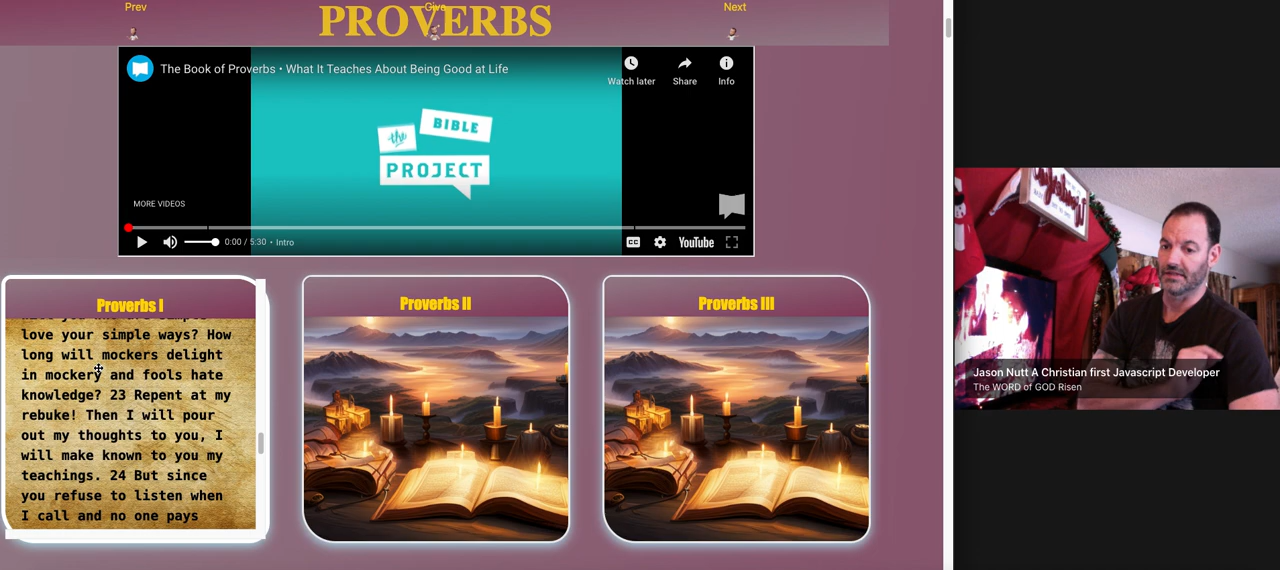 Prev
Give
Next
PROVERBS
The Book of Proverbs • What It Teaches About Being Good at Life
Watch later
Share
Info
the
BIBLE
PROJECT
MORE VIDEOS
0:00 / 5:30 • Intro
CC
YouTube
Proverbs I
love your simple ways? How
long will mockers delight
in mockery and fools hate
knowledge? 23 Repent at my
rebuke! Then I will pour
out my thoughts to you, I
will make known to you my
teachings. 24 But since
you refuse to listen when
I call and no one pays
Proverbs II
Proverbs III
Jason Nutt A Christian first Javascript Developer
The WORD of GOD Risen